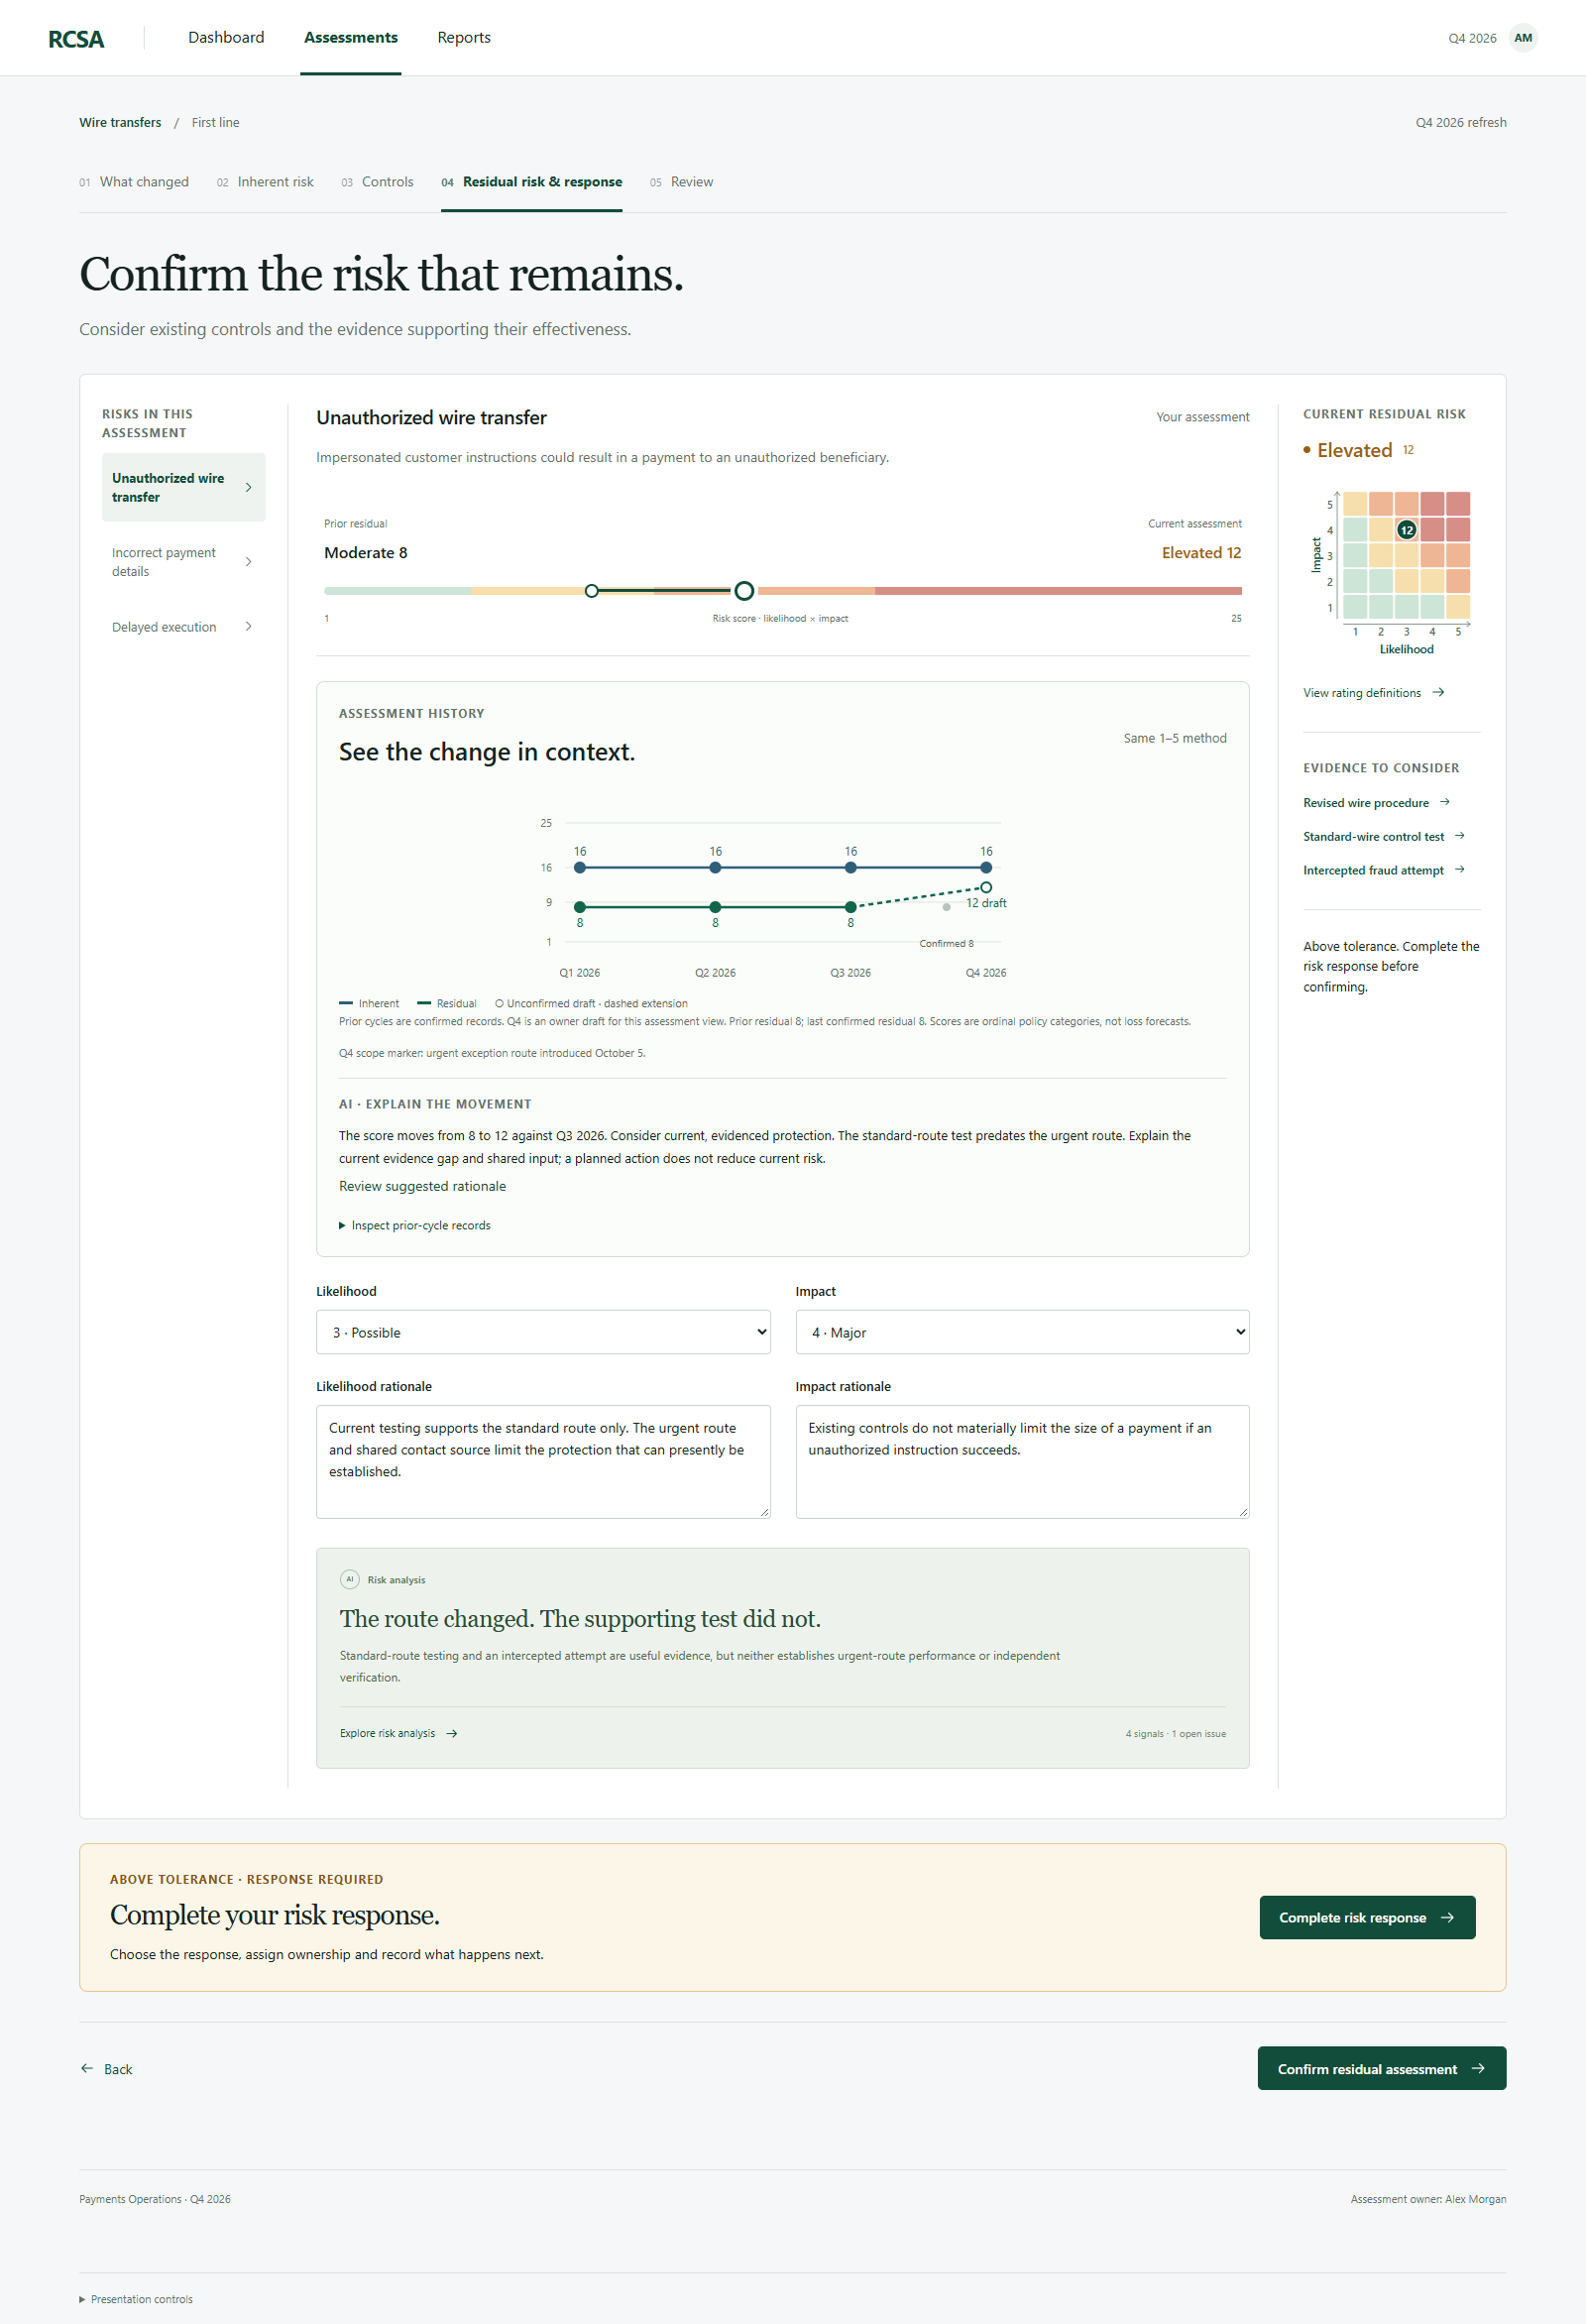 RCSA
Dashboard
Assessments
Reports
Q4 2026
AM
Wire transfers / First line
Q4 2026 refresh
01 What changed
02 Inherent risk
03 Controls
04 Residual risk & response
05 Review
Confirm the risk that remains.
Consider existing controls and the evidence supporting their effectiveness.
RISKS IN THIS
ASSESSMENT
Unauthorized wire
transfer
Incorrect payment
details
Delayed execution
Unauthorized wire transfer
Your assessment
Impersonated customer instructions could result in a payment to an unauthorized beneficiary.
Prior residual
Current assessment
Moderate 8
Elevated 12
1
Risk score · likelihood × impact
25
ASSESSMENT HISTORY
See the change in context.
Same 1–5 method
25
16 16 16 16
16
9
12 draft
8 8 8
1
Confirmed 8
Q1 2026 Q2 2026 Q3 2026 Q4 2026
Inherent Residual Unconfirmed draft · dashed extension
Prior cycles are confirmed records. Q4 is an owner draft for this assessment view. Prior residual 8; last confirmed residual 8. Scores are ordinal policy categories, not loss forecasts.
Q4 scope marker: urgent exception route introduced October 5.
AI · EXPLAIN THE MOVEMENT
The score moves from 8 to 12 against Q3 2026. Consider current, evidenced protection. The standard-route test predates the urgent route. Explain the
current evidence gap and shared input; a planned action does not reduce current risk.
Review suggested rationale
Inspect prior-cycle records
Likelihood
Impact
3 · Possible
4 · Major
Likelihood rationale
Impact rationale
Current testing supports the standard route only. The urgent route
and shared contact source limit the protection that can presently be
established.
Existing controls do not materially limit the size of a payment if an
unauthorized instruction succeeds.
AI Risk analysis
The route changed. The supporting test did not.
Standard-route testing and an intercepted attempt are useful evidence, but neither establishes urgent-route performance or independent
verification.
Explore risk analysis →
4 signals · 1 open issue
CURRENT RESIDUAL RISK
Elevated 12
Impact
5
4
12
3
2
1
1 2 3 4 5
Likelihood
View rating definitions →
EVIDENCE TO CONSIDER
Revised wire procedure →
Standard-wire control test →
Intercepted fraud attempt →
Above tolerance. Complete the
risk response before
confirming.
ABOVE TOLERANCE · RESPONSE REQUIRED
Complete your risk response.
Choose the response, assign ownership and record what happens next.
Complete risk response →
← Back
Confirm residual assessment →
Payments Operations · Q4 2026
Assessment owner: Alex Morgan
Presentation controls